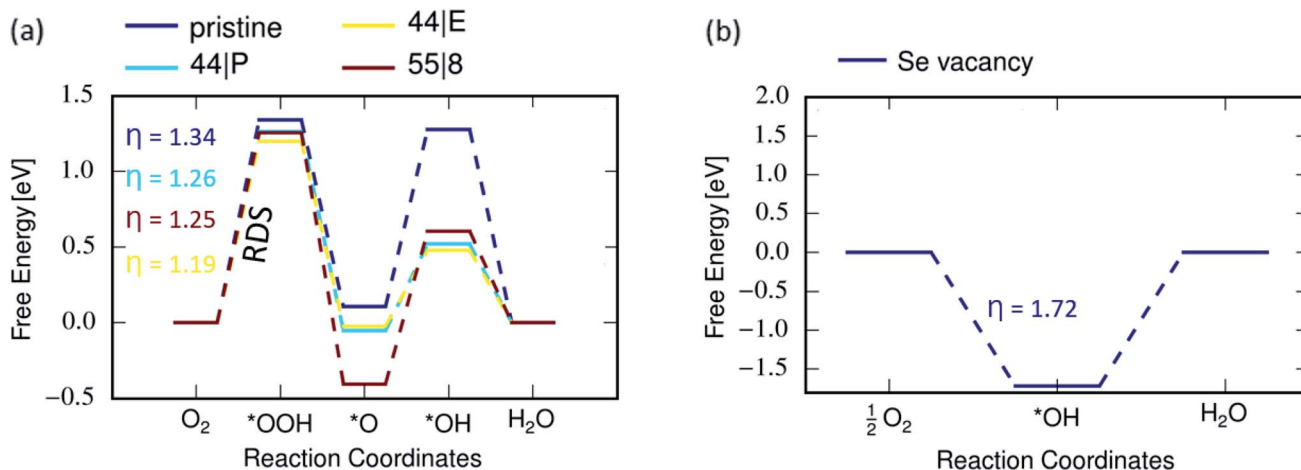 (a)
pristine
44|E
44|P
55|8
1.5
1.0
0.5
0.0
−0.5
Free Energy [eV]
η = 1.34
η = 1.26
η = 1.25
η = 1.19
RDS
O₂
*OOH
*O
*OH
H₂O
Reaction Coordinates
(b)
Se vacancy
2.0
1.5
1.0
0.5
0.0
−0.5
−1.0
−1.5
Free Energy [eV]
η = 1.72
½ O₂
*OH
H₂O
Reaction Coordinates